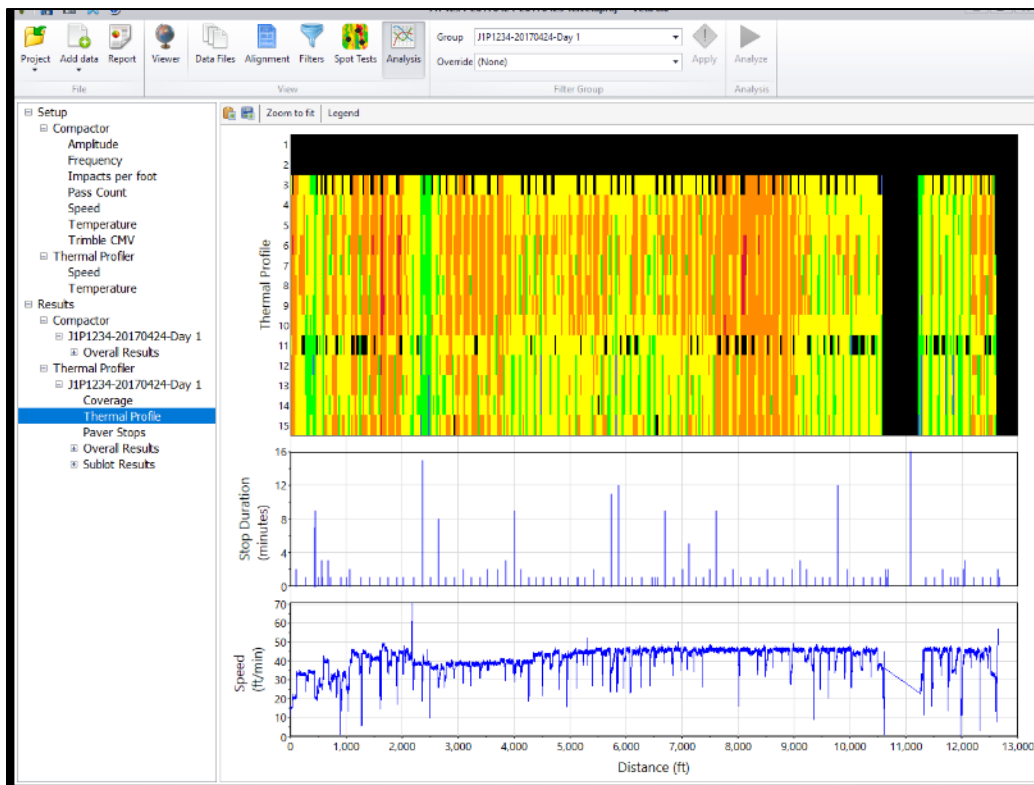 Project Add data Report Viewer Data Files Alignment Filters Spot Tests Analysis Group J1P1234-20170424-Day 1 Apply Analyze
Override (None)
File View Filter Group Analysis
Setup
Compactor
Amplitude
Frequency
Impacts per foot
Pass Count
Speed
Temperature
Trimble CMV
Thermal Profiler
Speed
Temperature
Results
Compactor
J1P1234-20170424-Day 1
Overall Results
Thermal Profiler
J1P1234-20170424-Day 1
Coverage
Thermal Profile
Paver Stops
Overall Results
Sublot Results
Zoom to fit Legend
Thermal Profile
1
2
3
4
5
6
7
8
9
10
11
12
13
14
15
Stop Duration
(minutes)
16
12
8
4
0
Speed
(ft/min)
70
60
50
40
30
20
10
0
0 1,000 2,000 3,000 4,000 5,000 6,000 7,000 8,000 9,000 10,000 11,000 12,000 13,000
Distance (ft)